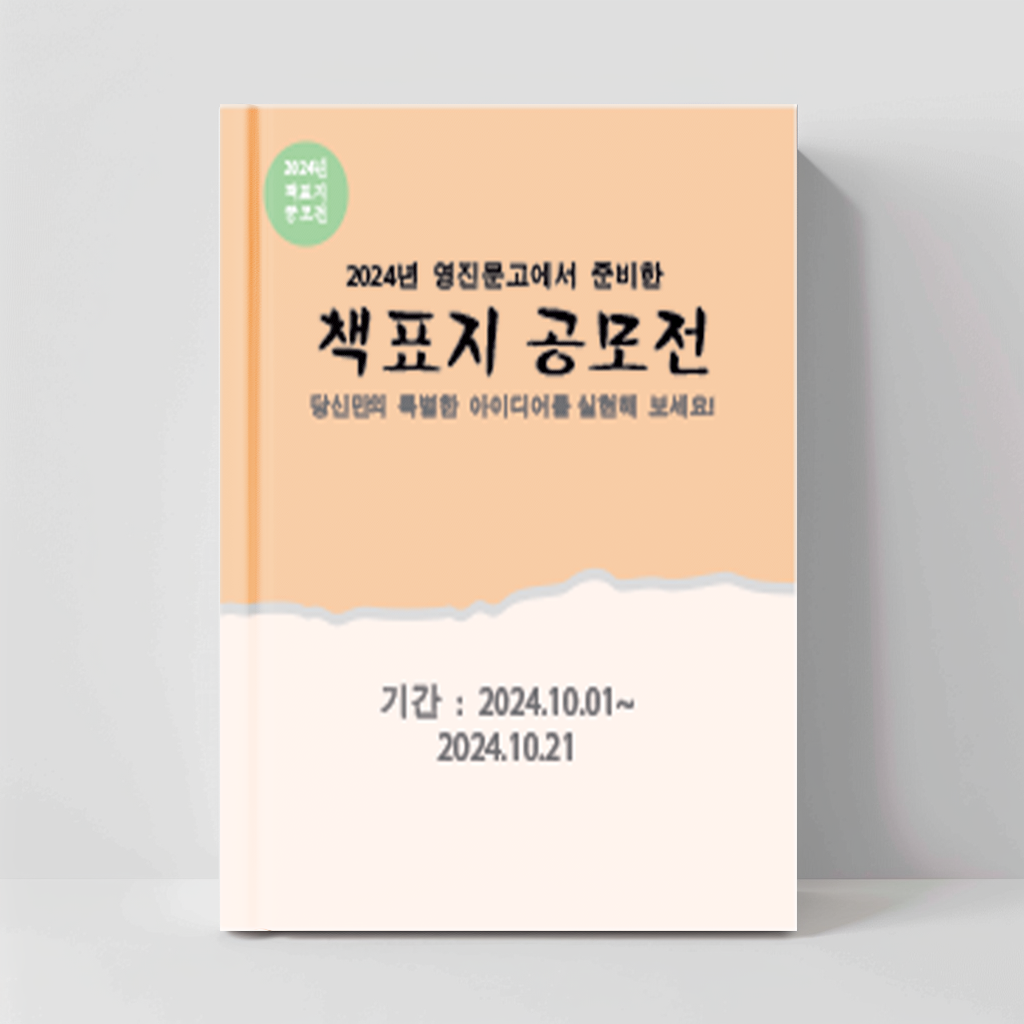 2024년
책표지
공모전
2024년 영진문고에서 준비한
책표지 공모전
당신만의 특별한 아이디어를 실현해 보세요!
기간 : 2024.10.01~
2024.10.21